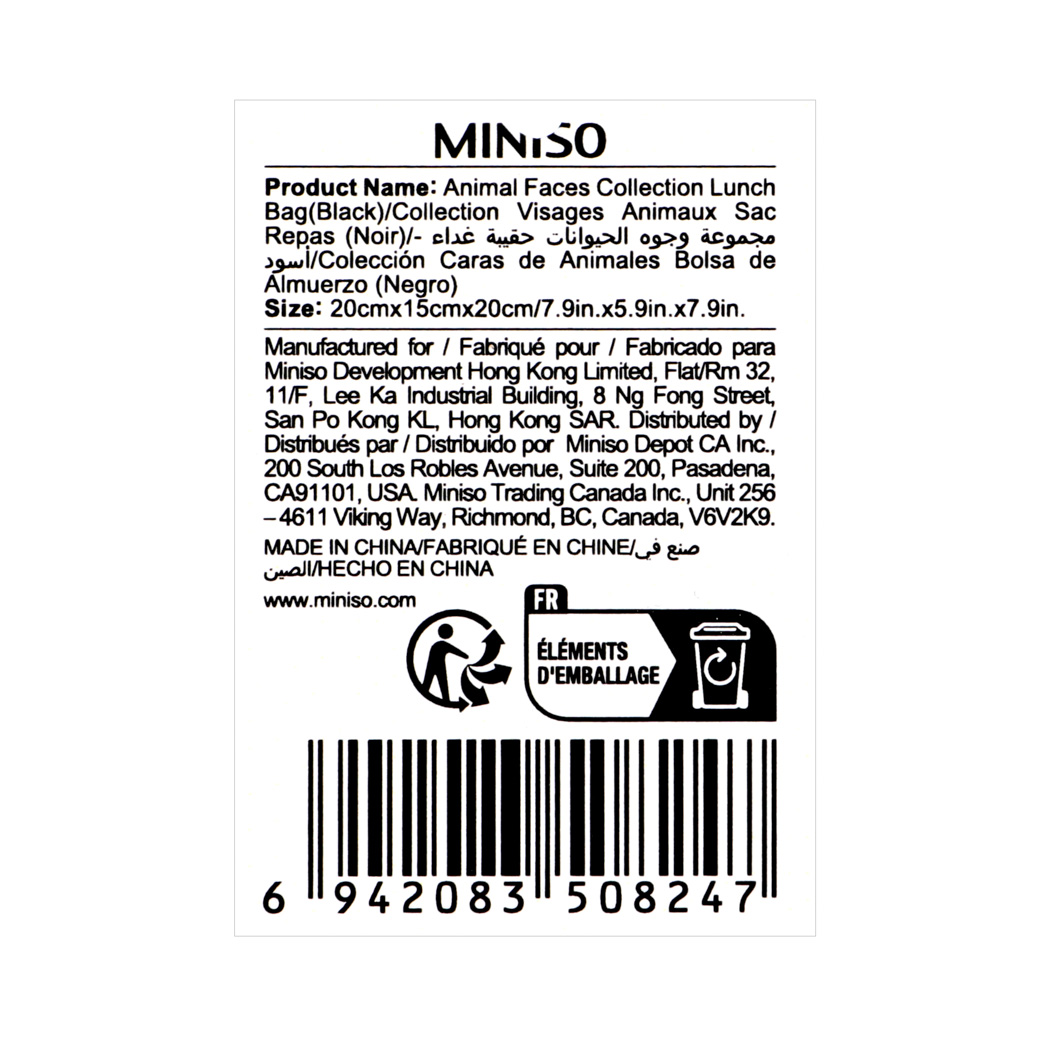 MINISO
Product Name: Animal Faces Collection Lunch
Bag(Black)/Collection Visages Animaux Sac
Repas (Noir)/- مجموعة وجوه الحيوانات حقيبة غداء
أسود/Colección Caras de Animales Bolsa de
Almuerzo (Negro)
Size: 20cmx15cmx20cm/7.9in.x5.9in.x7.9in.
Manufactured for / Fabriqué pour / Fabricado para
Miniso Development Hong Kong Limited, Flat/Rm 32,
11/F, Lee Ka Industrial Building, 8 Ng Fong Street,
San Po Kong KL, Hong Kong SAR. Distributed by /
Distribués par / Distribuido por Miniso Depot CA Inc.,
200 South Los Robles Avenue, Suite 200, Pasadena,
CA91101, USA. Miniso Trading Canada Inc., Unit 256
–4611 Viking Way, Richmond, BC, Canada, V6V2K9.
MADE IN CHINA/FABRIQUÉ EN CHINE/صنع في
الصين/HECHO EN CHINA
www.miniso.com
FR
ÉLÉMENTS
D'EMBALLAGE
6 942083 508247